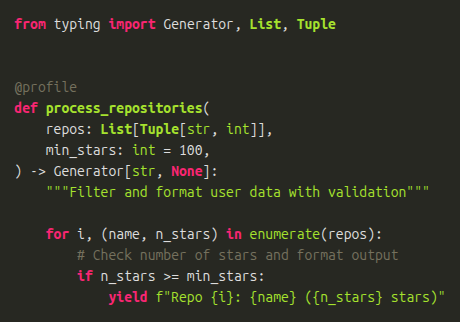 from typing import Generator, List, Tuple
@profile
def process_repositories(
    repos: List[Tuple[str, int]],
    min_stars: int = 100,
) -> Generator[str, None]:
    """Filter and format user data with validation"""
    for i, (name, n_stars) in enumerate(repos):
        # Check number of stars and format output
        if n_stars >= min_stars:
            yield f"Repo {i}: {name} ({n_stars} stars)"